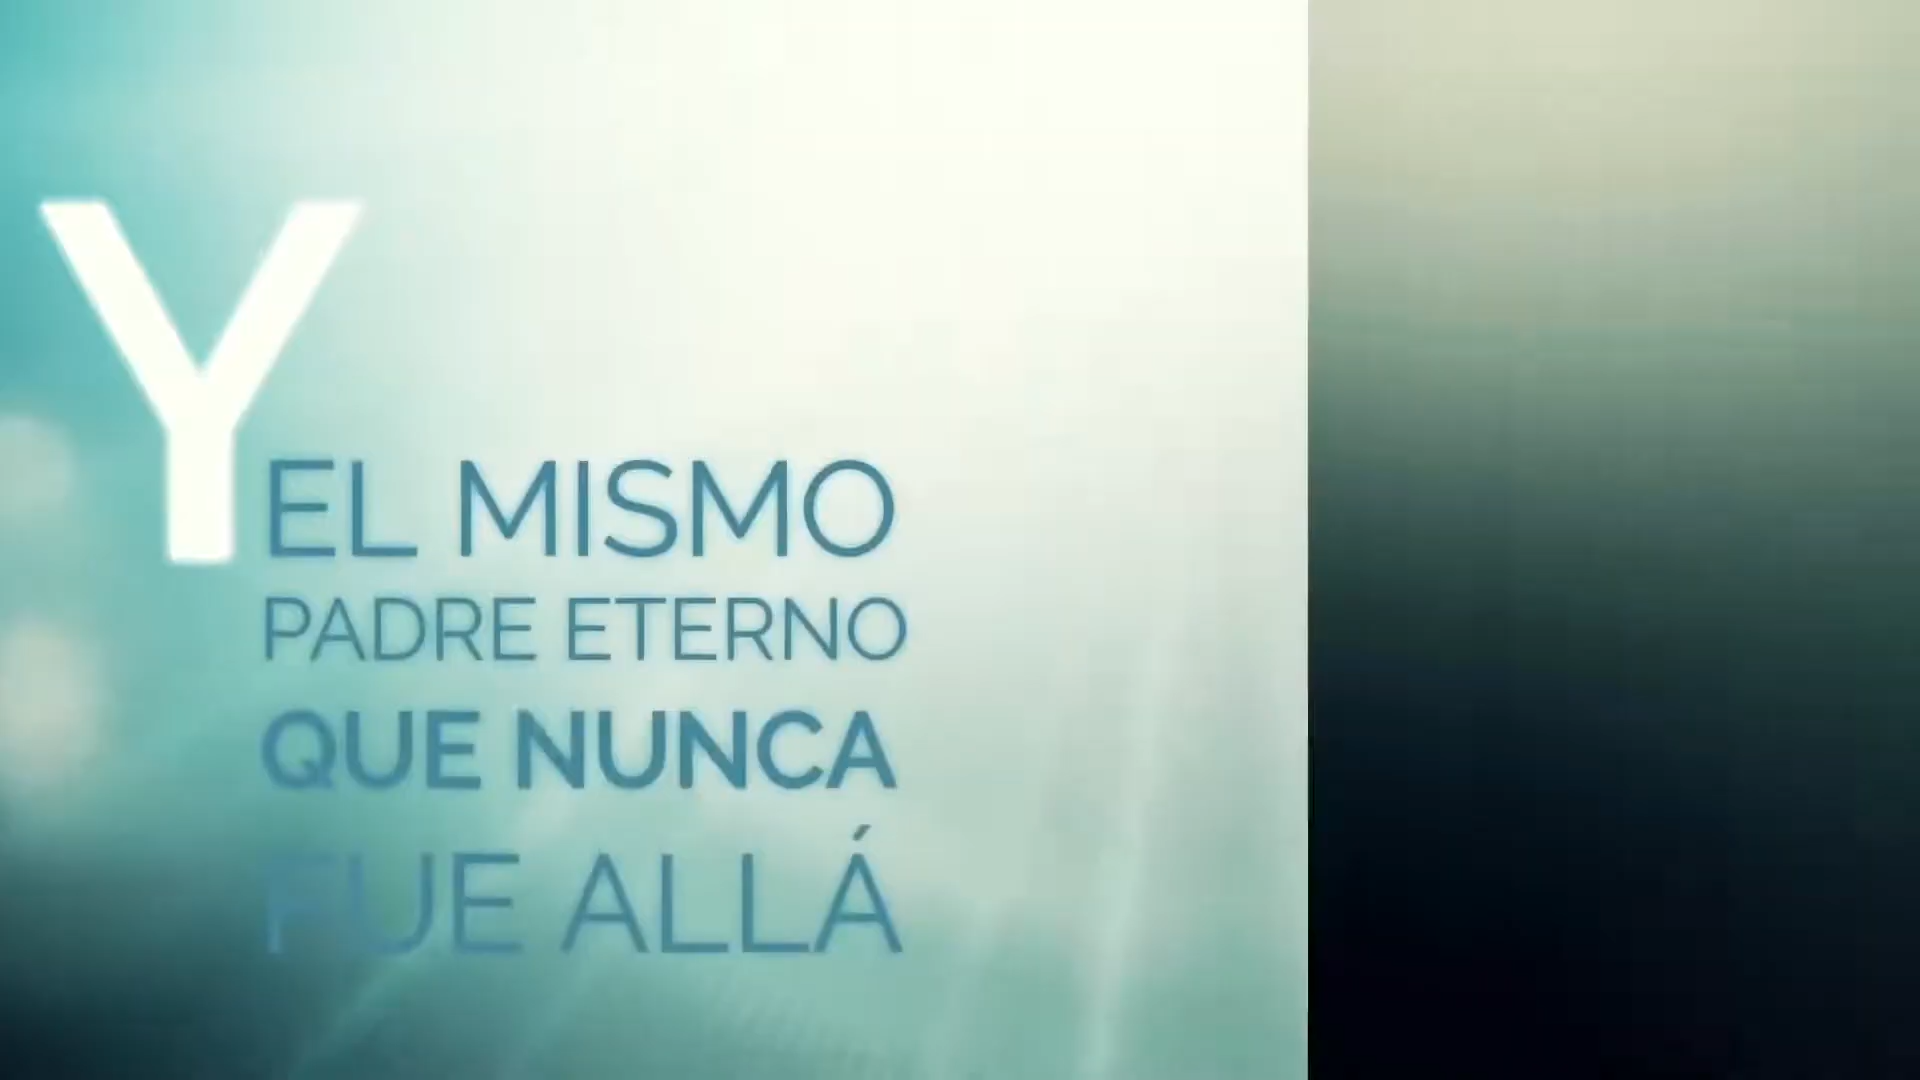 Y
EL MISMO
PADRE ETERNO
QUE NUNCA
FUE ALLÁ